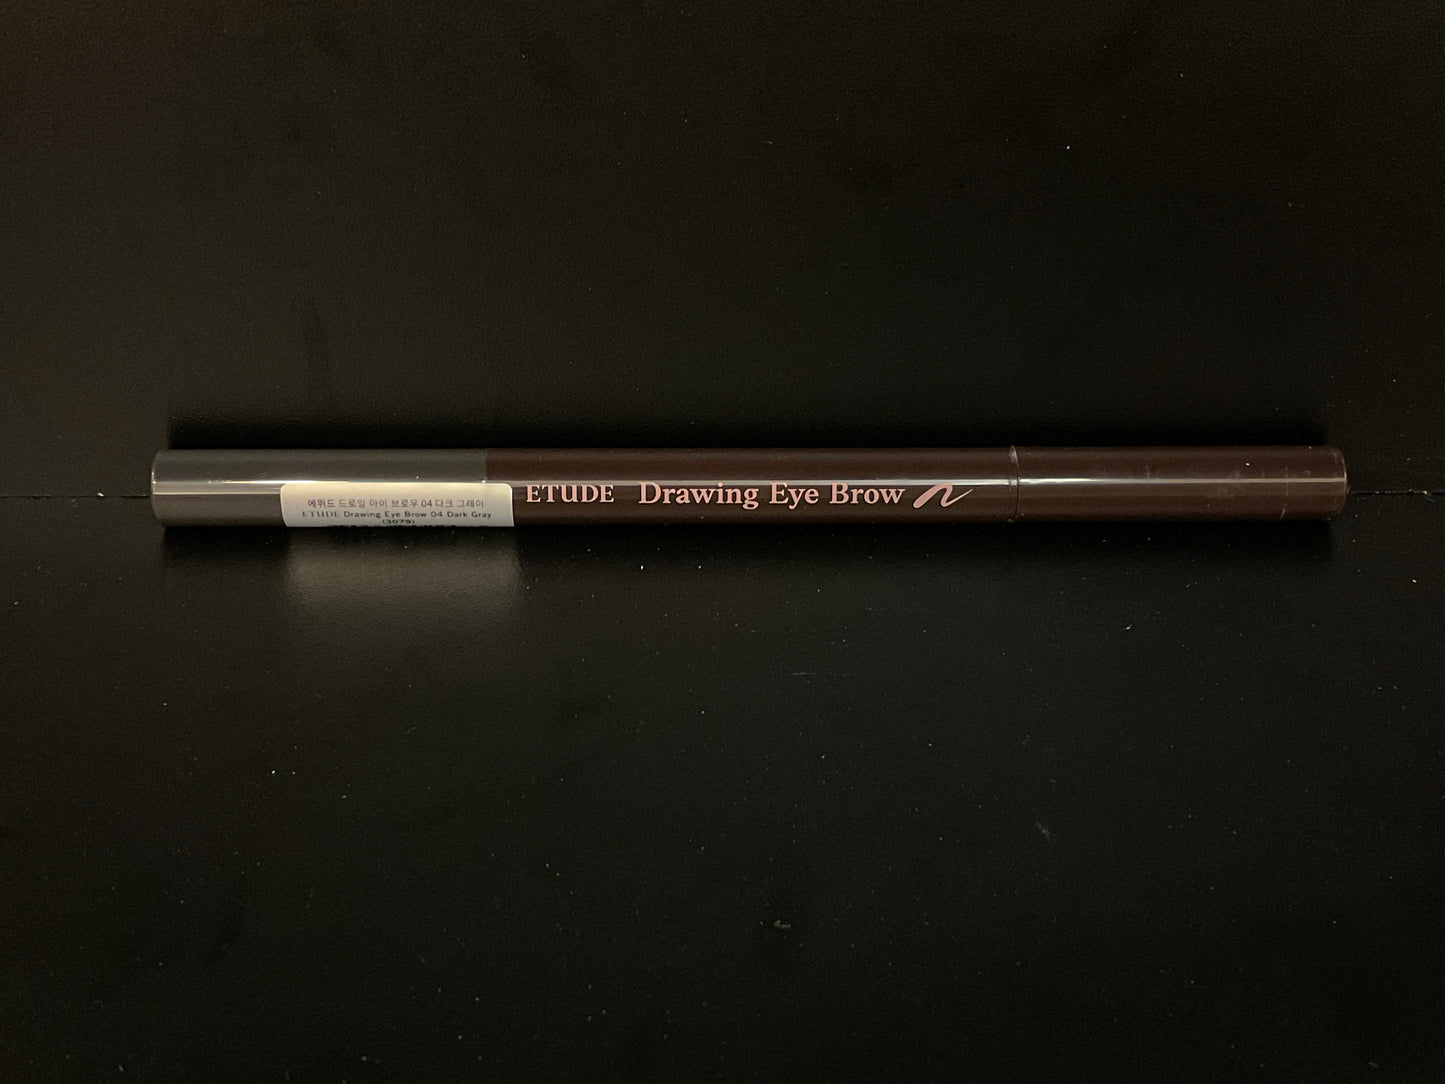 에뛰드 드로잉 아이 브로우 04 다크 그레이
ETUDE Drawing Eye Brow 04 Dark Gray
(3079)
ETUDE Drawing Eye Brow